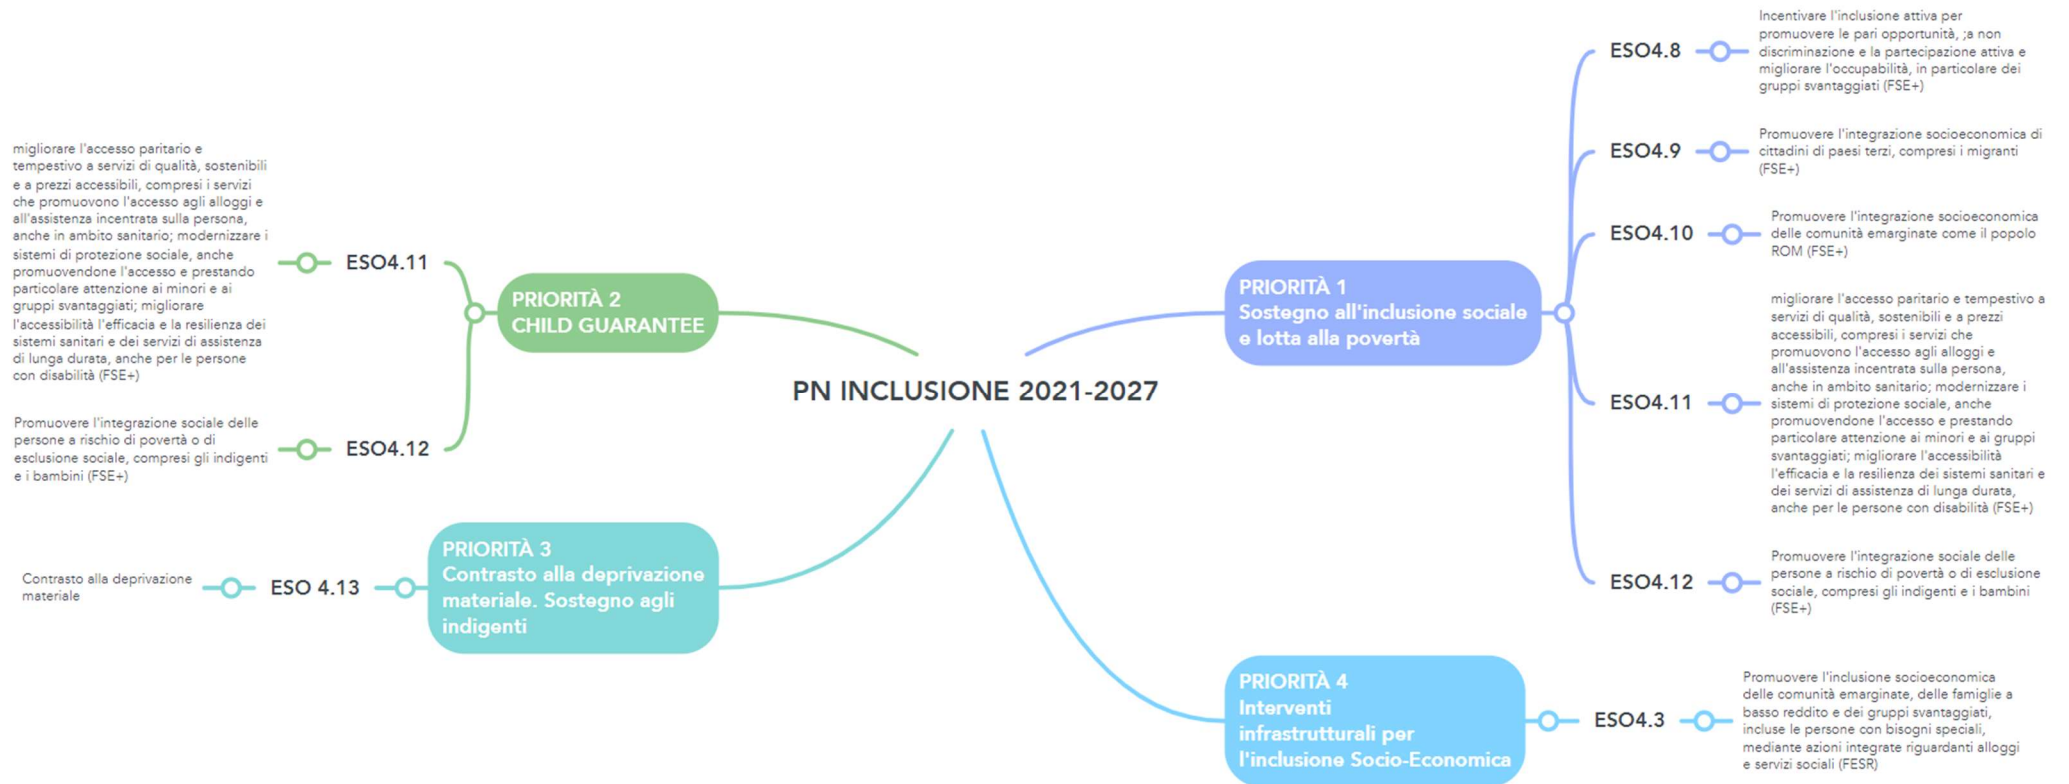 PN INCLUSIONE 2021-2027
PRIORITÀ 1
Sostegno all'inclusione sociale
e lotta alla povertà
ESO4.8
Incentivare l'inclusione attiva per
promuovere le pari opportunità, ;a non
discriminazione e la partecipazione attiva e
migliorare l'occupabilità, in particolare dei
gruppi svantaggiati (FSE+)
ESO4.9
Promuovere l'integrazione socioeconomica di
cittadini di paesi terzi, compresi i migranti
(FSE+)
ESO4.10
Promuovere l'integrazione socioeconomica
delle comunità emarginate come il popolo
ROM (FSE+)
ESO4.11
migliorare l'accesso paritario e tempestivo a
servizi di qualità, sostenibili e a prezzi
accessibili, compresi i servizi che
promuovono l'accesso agli alloggi e
all'assistenza incentrata sulla persona,
anche in ambito sanitario; modernizzare i
sistemi di protezione sociale, anche
promuovendone l'accesso e prestando
particolare attenzione ai minori e ai gruppi
svantaggiati; migliorare l'accessibilità
l'efficacia e la resilienza dei sistemi sanitari e
dei servizi di assistenza di lunga durata,
anche per le persone con disabilità (FSE+)
ESO4.12
Promuovere l'integrazione sociale delle
persone a rischio di povertà o di esclusione
sociale, compresi gli indigenti e i bambini
(FSE+)
PRIORITÀ 2
CHILD GUARANTEE
ESO4.11
migliorare l'accesso paritario e
tempestivo a servizi di qualità, sostenibili
e a prezzi accessibili, compresi i servizi
che promuovono l'accesso agli alloggi e
all'assistenza incentrata sulla persona,
anche in ambito sanitario; modernizzare i
sistemi di protezione sociale, anche
promuovendone l'accesso e prestando
particolare attenzione ai minori e ai
gruppi svantaggiati; migliorare
l'accessibilità l'efficacia e la resilienza dei
sistemi sanitari e dei servizi di assistenza
di lunga durata, anche per le persone
con disabilità (FSE+)
ESO4.12
Promuovere l'integrazione sociale delle
persone a rischio di povertà o di
esclusione sociale, compresi gli indigenti
e i bambini (FSE+)
PRIORITÀ 3
Contrasto alla deprivazione
materiale. Sostegno agli
indigenti
ESO 4.13
Contrasto alla deprivazione
materiale
PRIORITÀ 4
Interventi
infrastrutturali per
l'inclusione Socio-Economica
ESO4.3
Promuovere l'inclusione socioeconomica
delle comunità emarginate, delle famiglie a
basso reddito e dei gruppi svantaggiati,
incluse le persone con bisogni speciali,
mediante azioni integrate riguardanti alloggi
e servizi sociali (FESR)